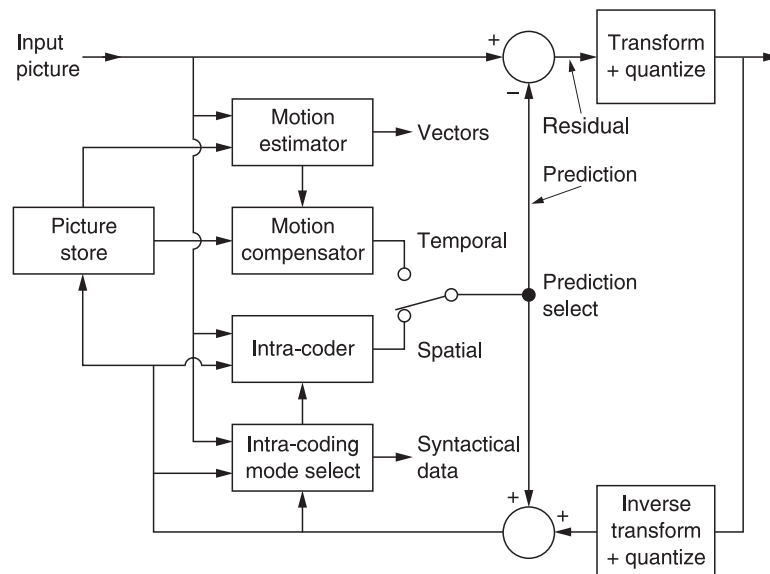 Input
picture
+
−
Transform
+ quantize
Residual
Motion
estimator
Vectors
Prediction
Picture
store
Motion
compensator
Temporal
Prediction
select
Intra-coder
Spatial
Intra-coding
mode select
Syntactical
data
+
+
Inverse
transform
+ quantize